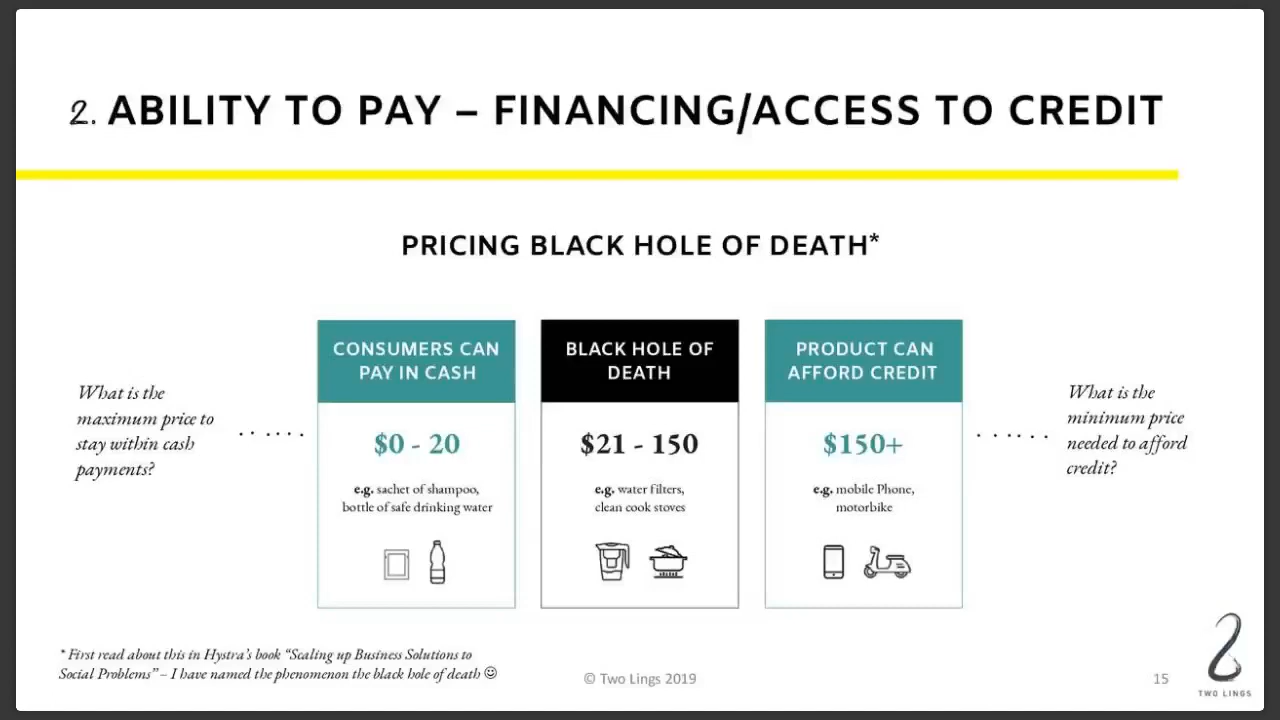 2. ABILITY TO PAY – FINANCING/ACCESS TO CREDIT
PRICING BLACK HOLE OF DEATH*
What is the
maximum price to
stay within cash
payments?
CONSUMERS CAN
PAY IN CASH
$0 - 20
e.g. sachet of shampoo,
bottle of safe drinking water
BLACK HOLE OF
DEATH
$21 - 150
e.g. water filters,
clean cook stoves
PRODUCT CAN
AFFORD CREDIT
$150+
e.g. mobile Phone,
motorbike
What is the
minimum price
needed to afford
credit?
* First read about this in Hystra's book “Scaling up Business Solutions to
Social Problems” – I have named the phenomenon the black hole of death ☺
© Two Lings 2019
15
TWO LINGS